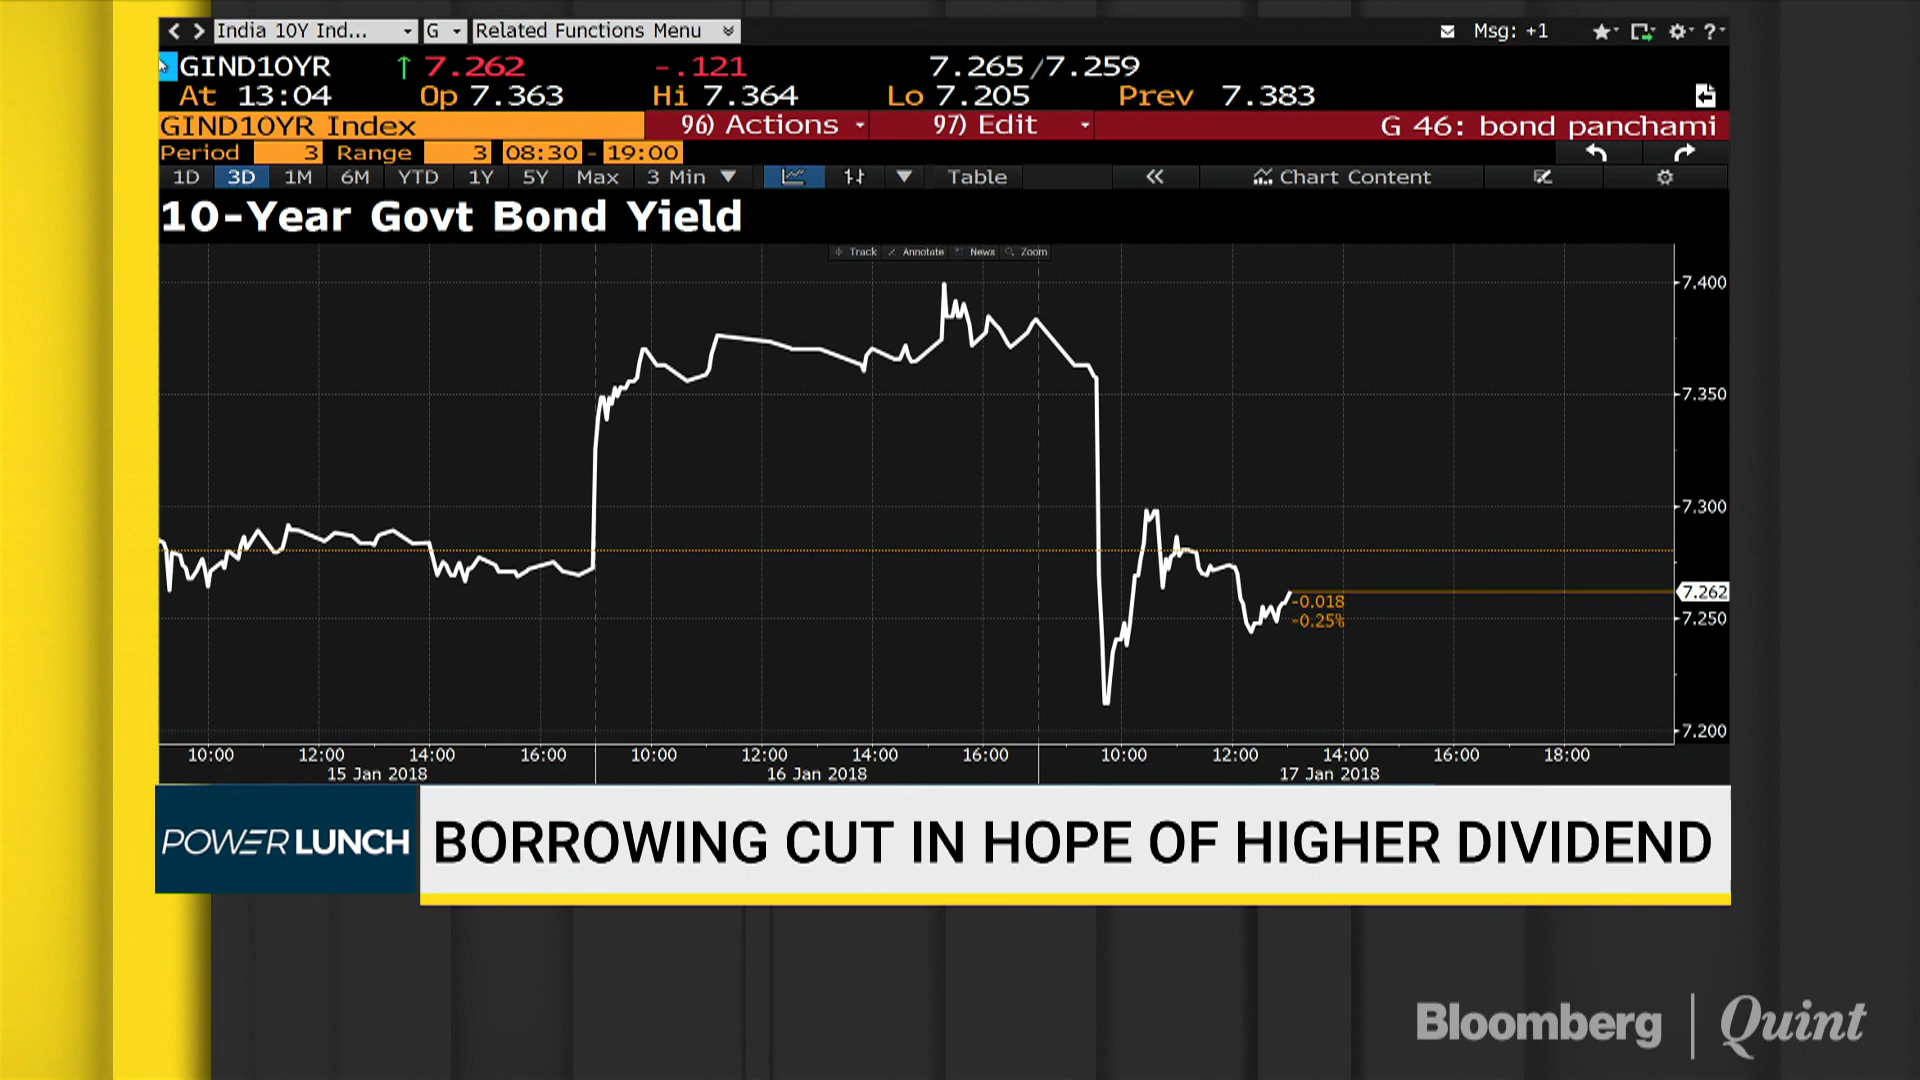 India 10Y Ind... G Related Functions Menu Msg: +1 ?
GIND10YR ↑ 7.262 -.121 7.265/7.259
At 13:04 Op 7.363 Hi 7.364 Lo 7.205 Prev 7.383
GIND10YR Index 96) Actions 97) Edit G 46: bond panchami
Period 3 Range 3 08:30 - 19:00
1D 3D 1M 6M YTD 1Y 5Y Max 3 Min ▼ Table « Chart Content
10-Year Govt Bond Yield
Track Annotate News Zoom
7.400
7.350
7.300
7.262
-0.018
7.250
-0.25%
7.200
10:00 12:00 14:00 16:00 10:00 12:00 14:00 16:00 10:00 12:00 14:00 16:00 18:00
15 Jan 2018 16 Jan 2018 17 Jan 2018
POWER LUNCH BORROWING CUT IN HOPE OF HIGHER DIVIDEND
Bloomberg | Quint